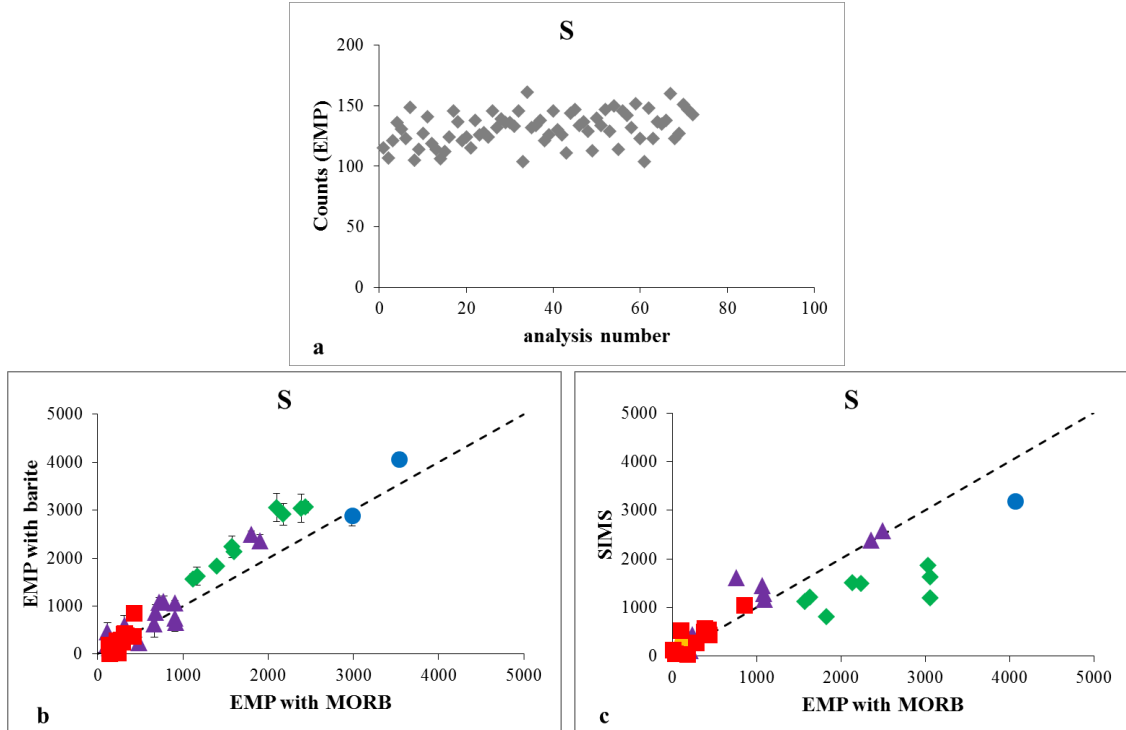 S
200
150
100
50
0
0 20 40 60 80 100
Counts (EMP)
analysis number
a
S
5000
4000
3000
2000
1000
0
0 1000 2000 3000 4000 5000
EMP with barite
EMP with MORB
b
S
5000
4000
3000
2000
1000
0
0 1000 2000 3000 4000 5000
SIMS
EMP with MORB
c